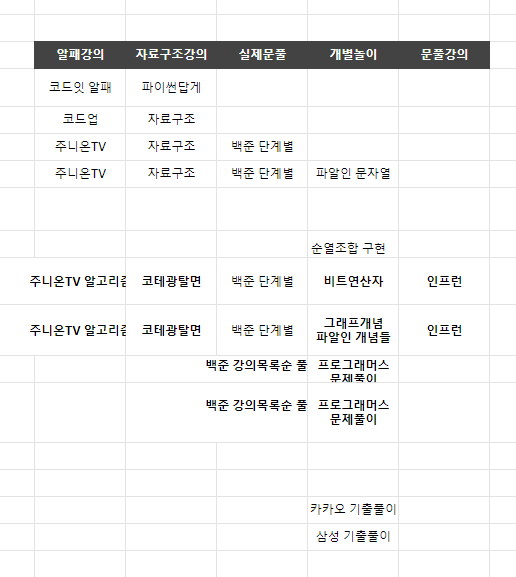 알패강의 자료구조강의 실제문풀 개별놀이 문풀강의
코드잇 알패 파이썬답게
코드업 자료구조
주니온TV 자료구조 백준 단계별
주니온TV 자료구조 백준 단계별 파알인 문자열
순열조합 구현
주니온TV 알고리즘 코테광탈면 백준 단계별 비트연산자 인프런
주니온TV 알고리즘 코테광탈면 백준 단계별 그래프개념 인프런
파알인 개념들
백준 강의목록순 풀 프로그래머스
문제풀이
백준 강의목록순 풀 프로그래머스
문제풀이
카카오 기출풀이
삼성 기출풀이